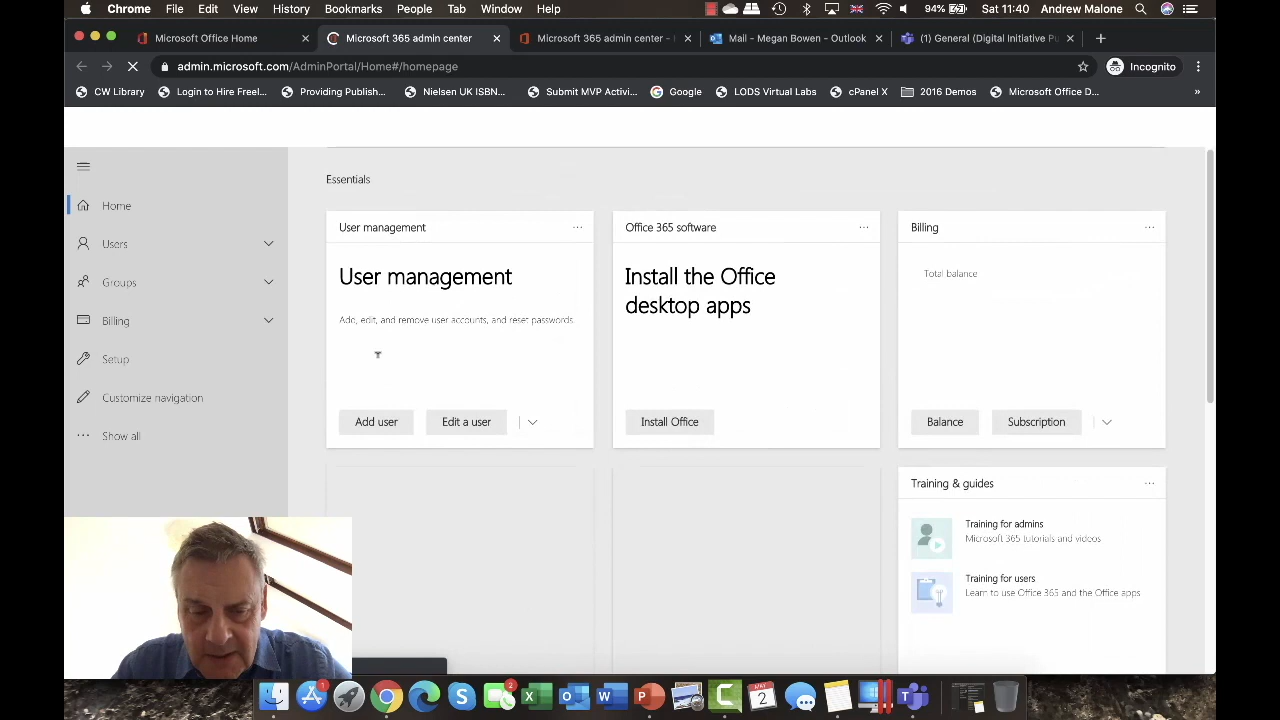 Chrome File Edit View History Bookmarks People Tab Window Help 94% Sat 11:40 Andrew Malone
Microsoft Office Home Microsoft 365 admin center Microsoft 365 admin center - Mail - Megan Bowen - Outlook (1) General (Digital Initiative Pu
admin.microsoft.com/AdminPortal/Home#/homepage Incognito
CW Library Login to Hire Freel... Providing Publish... Nielsen UK ISBN... Submit MVP Activi... Google LODS Virtual Labs cPanel X 2016 Demos Microsoft Office D... »
Home
Users
Groups
Billing
Setup
Customize navigation
Show all
Essentials
User management
User management
Add, edit, and remove user accounts, and reset passwords.
Add user Edit a user
Office 365 software
Install the Office
desktop apps
Install Office
Billing
Total balance
Balance Subscription
Training & guides
Training for admins
Microsoft 365 tutorials and videos
Training for users
Learn to use Office 365 and the Office apps